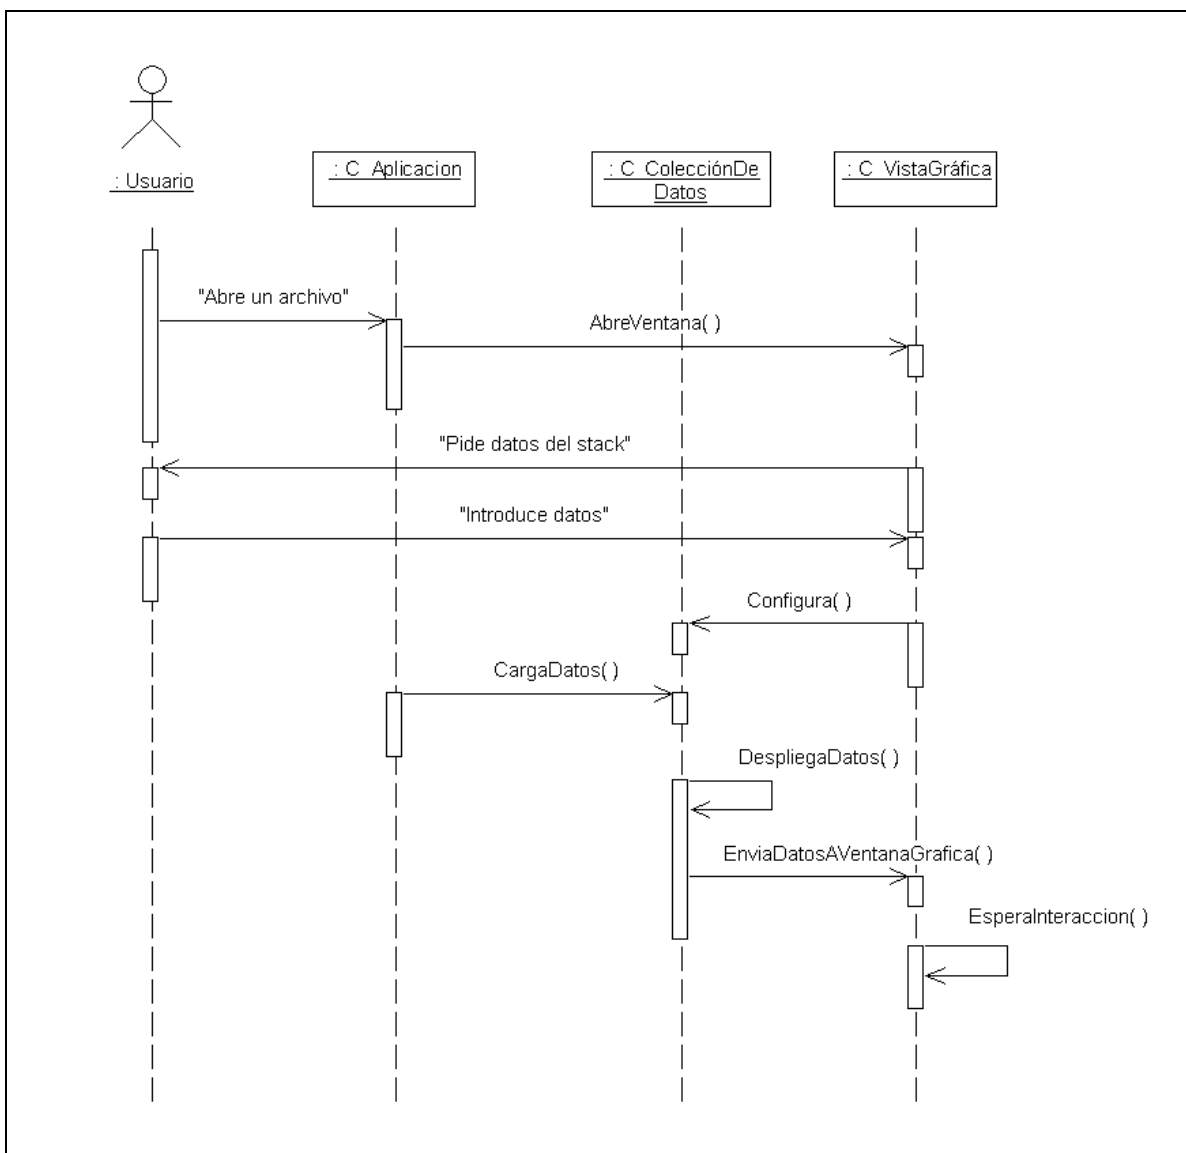 : Usuario
: C_Aplicacion
: C_ColecciónDe
Datos
: C_VistaGráfica
"Abre un archivo"
AbreVentana( )
"Pide datos del stack"
"Introduce datos"
Configura( )
CargaDatos( )
DespliegaDatos( )
EnviaDatosAVentanaGrafica( )
EsperaInteraccion( )